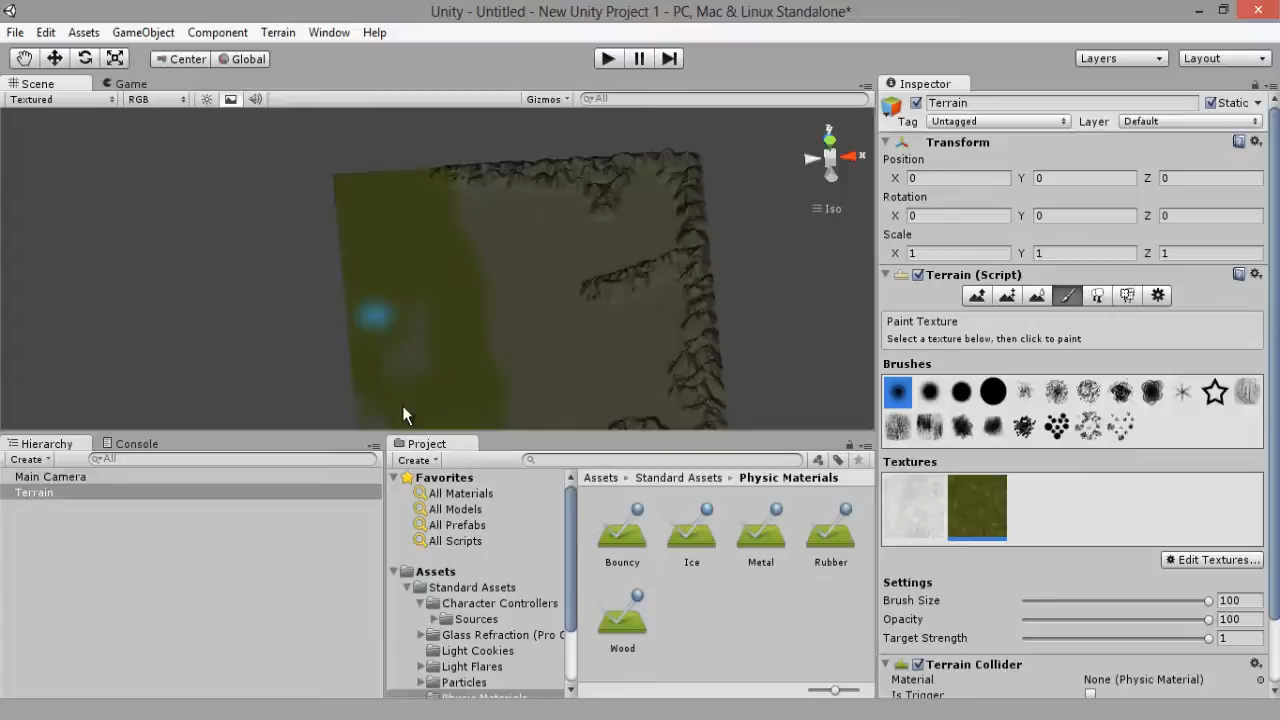 Unity - Untitled - New Unity Project 1 - PC, Mac & Linux Standalone*
File Edit Assets GameObject Component Terrain Window Help
Center Global Layers Layout
Scene Game
Textured RGB Gizmos All
x
Iso
Inspector
Terrain Static
Tag Untagged Layer Default
Transform
Position
X 0 Y 0 Z 0
Rotation
X 0 Y 0 Z 0
Scale
X 1 Y 1 Z 1
Terrain (Script)
Paint Texture
Select a texture below, then click to paint
Brushes
Textures
Edit Textures...
Settings
Brush Size 100
Opacity 100
Target Strength 1
Terrain Collider
Material None (Physic Material)
Is Trigger
Hierarchy Console
Create All
Main Camera
Terrain
Project
Create
Favorites
All Materials
All Models
All Prefabs
All Scripts
Assets
Standard Assets
Character Controllers
Sources
Glass Refraction (Pro O
Light Cookies
Light Flares
Particles
Physic Materials
Assets Standard Assets Physic Materials
Bouncy Ice Metal Rubber
Wood